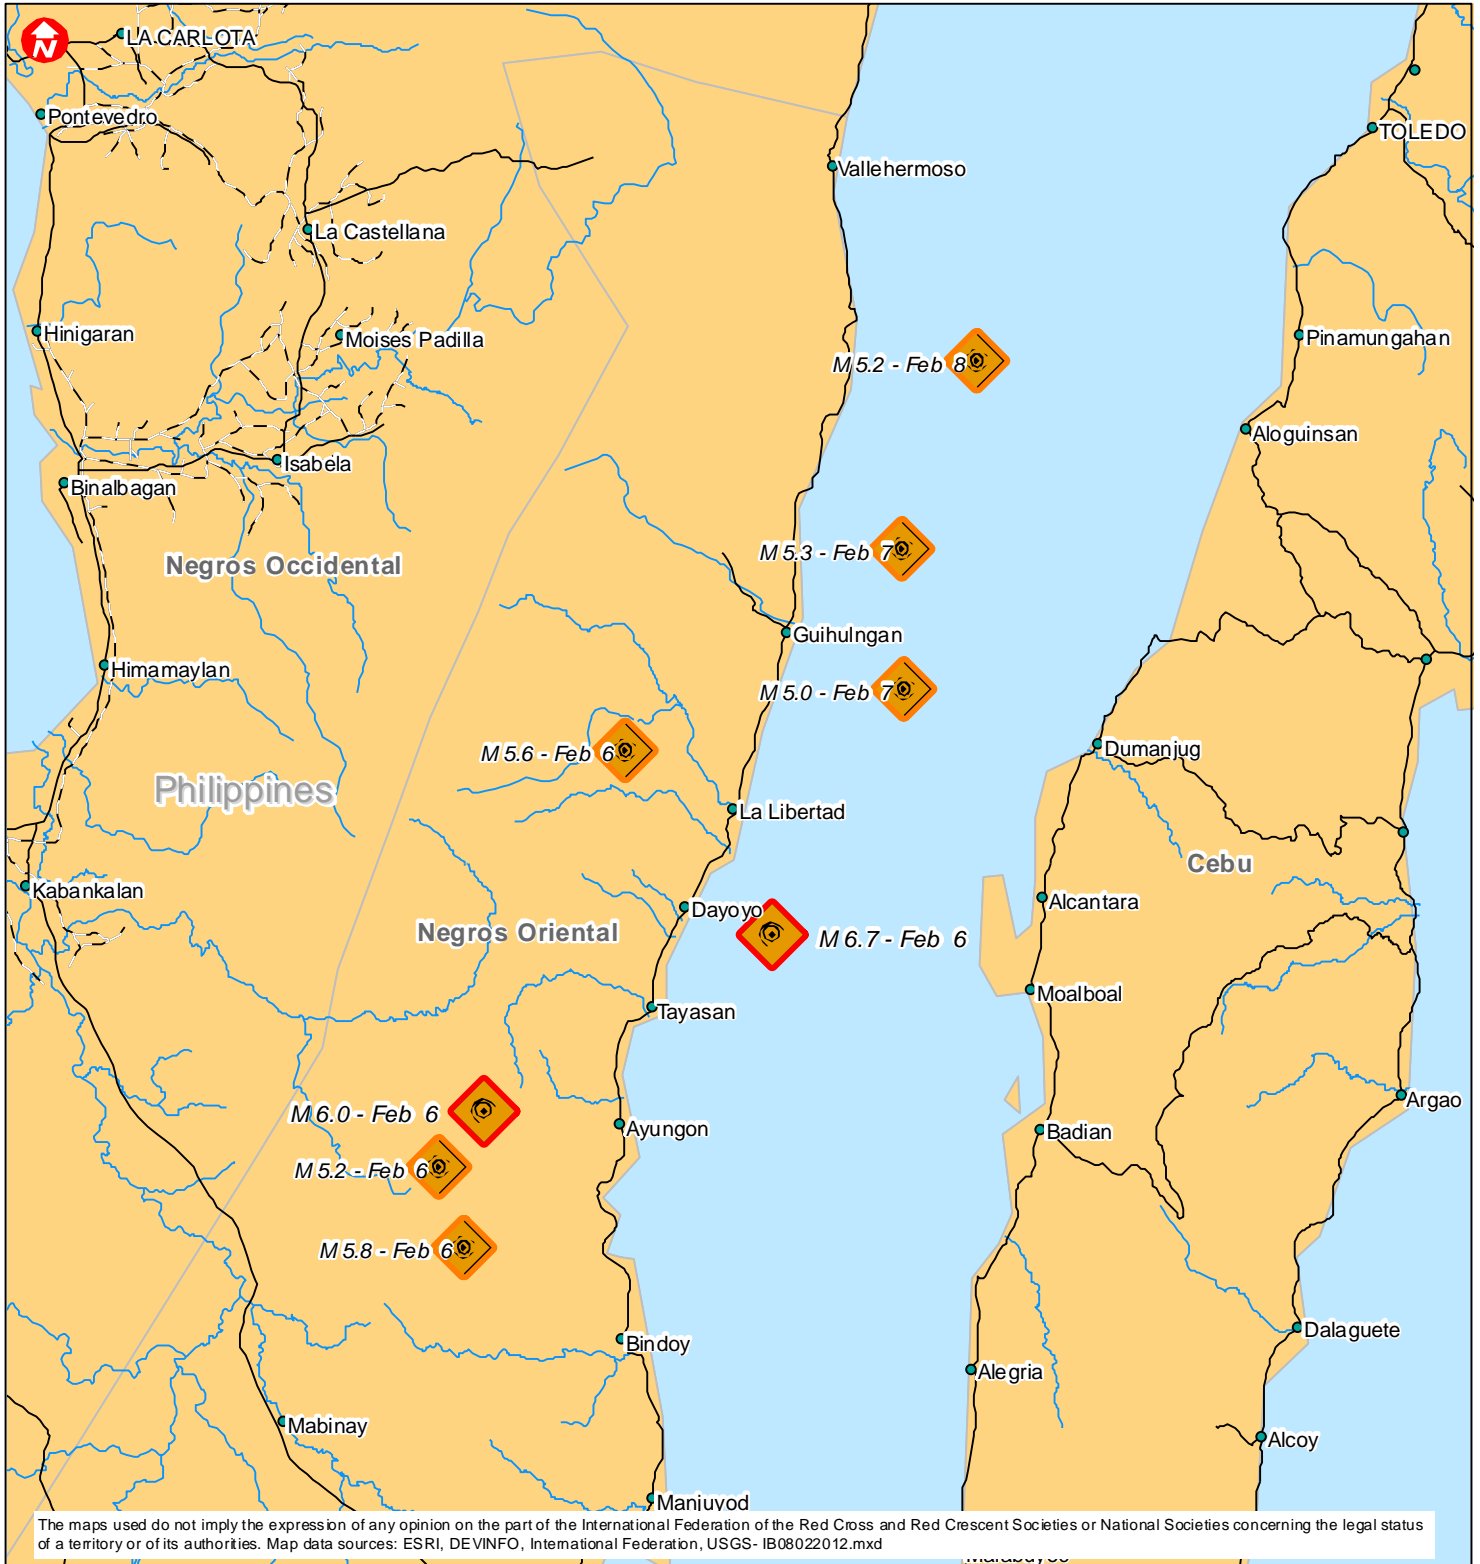 N
LA CARLOTA
Pontevedro
TOLEDO
Vallehermoso
La Castellana
Hinigaran
Moises Padilla
Pinamungahan
M 5.2 - Feb 8
Aloguinsan
Isabela
Binalbagan
M 5.3 - Feb 7
Negros Occidental
Guihulngan
Himamaylan
M 5.0 - Feb 7
M 5.6 - Feb 6
Dumanjug
Philippines
La Libertad
Cebu
Kabankalan
Alcantara
Dayoyo
Negros Oriental
M 6.7 - Feb 6
Moalboal
Tayasan
Argao
M 6.0 - Feb 6
Ayungon
Badian
M 5.2 - Feb 6
M 5.8 - Feb 6
Dalaguete
Bindoy
Alegria
Mabinay
Alcoy
Manjuyod
The maps used do not imply the expression of any opinion on the part of the International Federation of the Red Cross and Red Crescent Societies or National Societies concerning the legal status
of a territory or of its authorities. Map data sources: ESRI, DEVINFO, International Federation, USGS- IB08022012.mxd